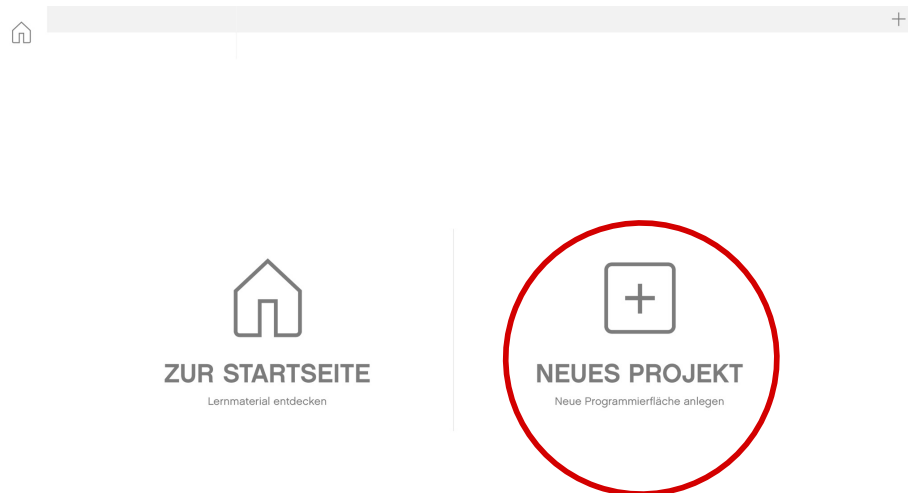 ZUR STARTSEITE
Lernmaterial entdecken
NEUES PROJEKT
Neue Programmierfläche anlegen